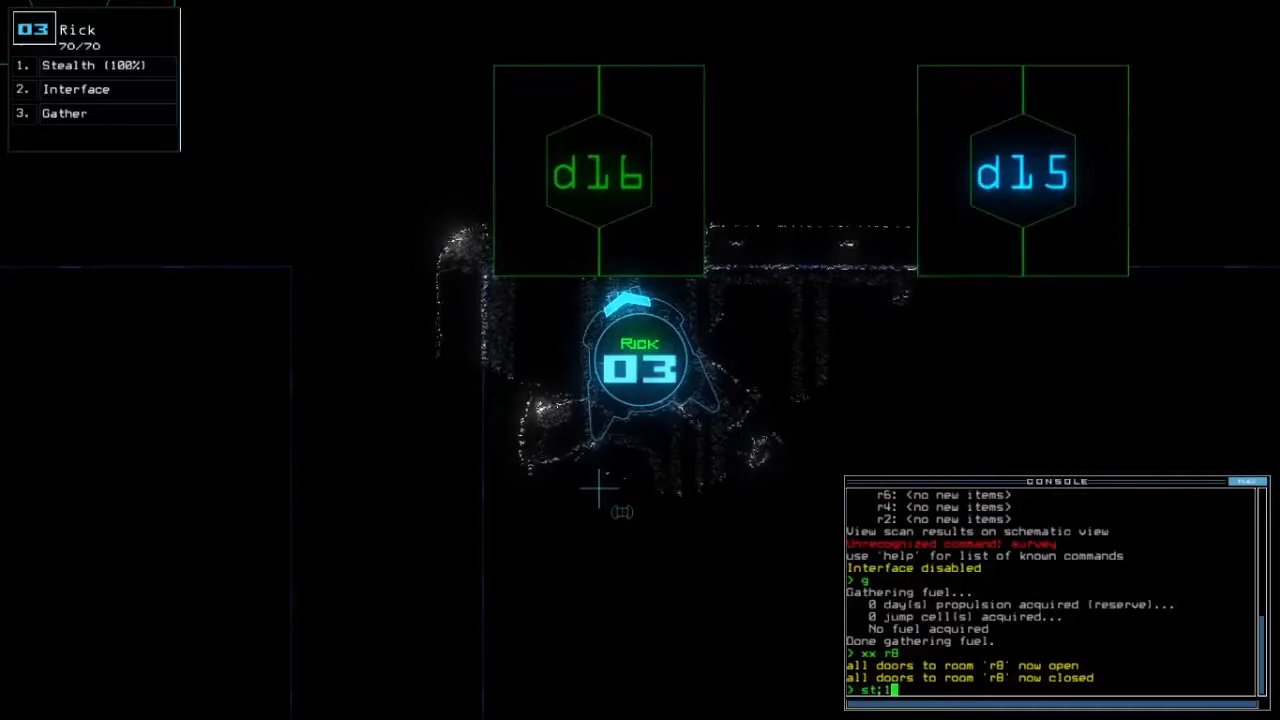 03 Rick
70/70
1. Stealth (100%)
2. Interface
3. Gather
d16
d15
Rick
03
CONSOLE
r6: <no new items>
r4: <no new items>
r2: <no new items>
View scan results on schematic view
Unrecognized command: survey
use 'help' for list of known commands
Interface disabled
> g
Gathering fuel...
0 day(s) propulsion acquired (reserve)...
0 jump cell(s) acquired...
No fuel acquired
Done gathering fuel.
> xx r8
all doors to room 'r8' now open
all doors to room 'r8' now closed
> st;1